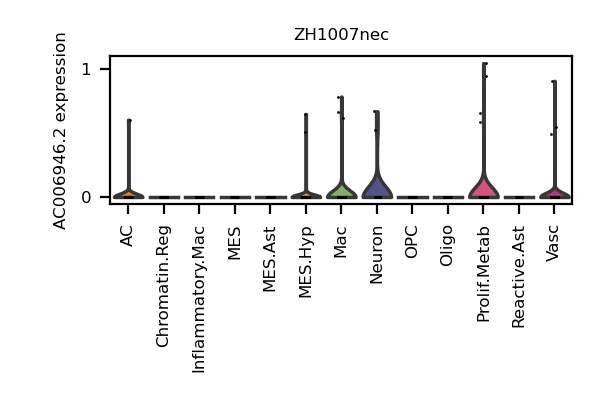 ZH1007nec
AC006946.2 expression
1
0
AC
Chromatin.Reg
Inflammatory.Mac
MES
MES.Ast
MES.Hyp
Mac
Neuron
OPC
Oligo
Prolif.Metab
Reactive.Ast
Vasc